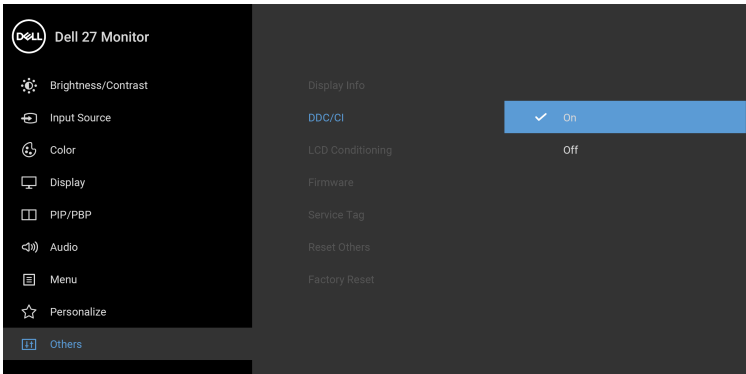 DELL Dell 27 Monitor
Brightness/Contrast Display Info
Input Source DDC/CI On
Color LCD Conditioning Off
Display Firmware
PIP/PBP Service Tag
Audio Reset Others
Menu Factory Reset
Personalize
Others